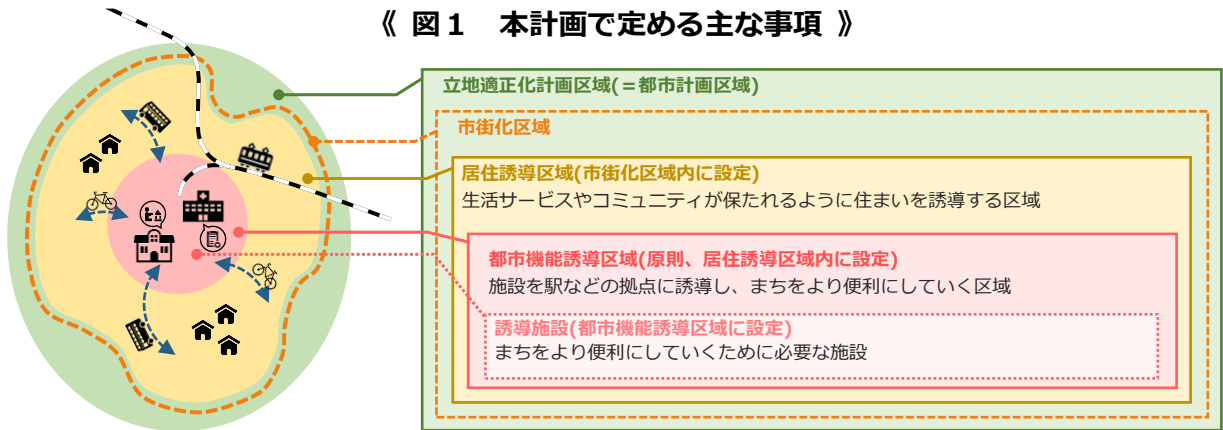 《 図１ 本計画で定める主な事項 》
立地適正化計画区域(＝都市計画区域)
市街化区域
居住誘導区域(市街化区域内に設定)
生活サービスやコミュニティが保たれるように住まいを誘導する区域
都市機能誘導区域(原則、居住誘導区域内に設定)
施設を駅などの拠点に誘導し、まちをより便利にしていく区域
誘導施設(都市機能誘導区域に設定)
まちをより便利にしていくために必要な施設